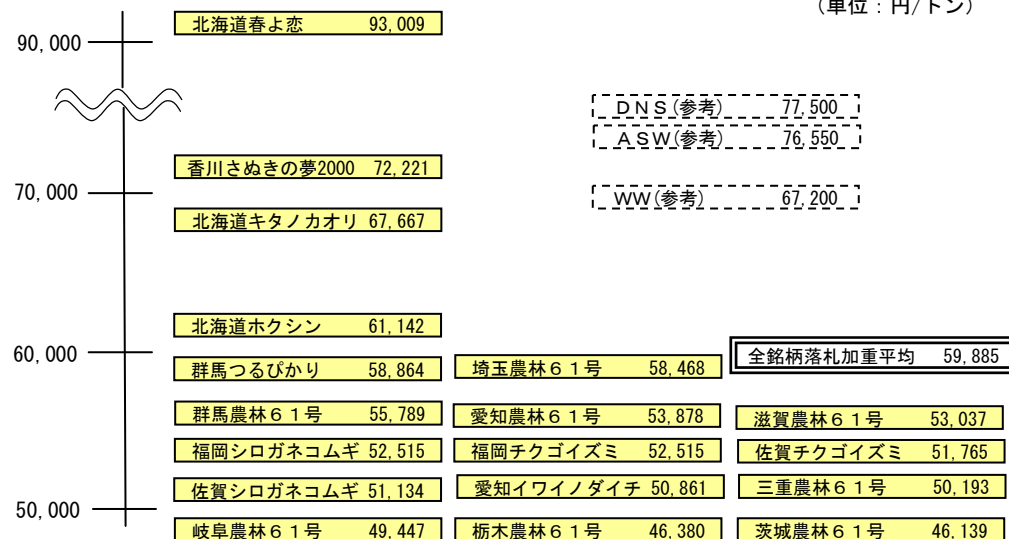 （単位：円/トン）
北海道春よ恋 93,009
90,000
ＤＮＳ(参考) 77,500
ＡＳＷ(参考) 76,550
香川さぬきの夢2000 72,221
70,000
ＷＷ(参考) 67,200
北海道キタノカオリ 67,667
北海道ホクシン 61,142
60,000
全銘柄落札加重平均 59,885
群馬つるぴかり 58,864 埼玉農林６１号 58,468
群馬農林６１号 55,789 愛知農林６１号 53,878 滋賀農林６１号 53,037
福岡シロガネコムギ 52,515 福岡チクゴイズミ 52,515 佐賀チクゴイズミ 51,765
佐賀シロガネコムギ 51,134 愛知イワイノダイチ 50,861 三重農林６１号 50,193
50,000
岐阜農林６１号 49,447 栃木農林６１号 46,380 茨城農林６１号 46,139